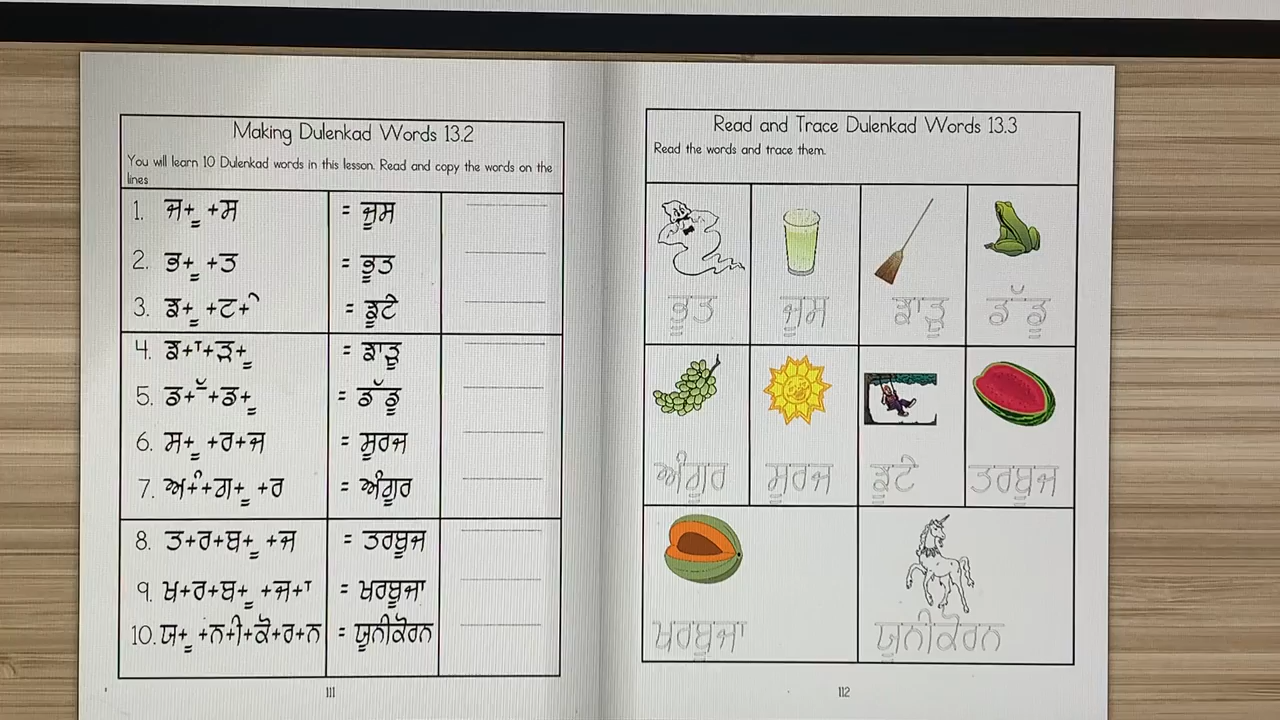 Making Dulenkad Words 13.2
You will learn 10 Dulenkad words in this lesson. Read and copy the words on the
lines
1. ਜ+ ੂ +ਸ = ਜੂਸ
2. ਭ+ ੂ +ਤ = ਭੂਤ
3. ਝ+ ੂ +ਟ+ੇ = ਝੂਟੇ
4. ਝ+ਾ+ੜ+ ੂ = ਝਾੜੂ
5. ਡ+ੱ+ਡ+ ੂ = ਡੱਡੂ
6. ਸ+ ੂ +ਰ+ਜ = ਸੂਰਜ
7. ਅ+ੰ+ਗ+ ੂ +ਰ = ਅੰਗੂਰ
8. ਤ+ਰ+ਬ+ ੂ +ਜ = ਤਰਬੂਜ
9. ਖ+ਰ+ਬ+ ੂ +ਜ+ਾ = ਖਰਬੂਜਾ
10. ਯ+ ੂ +ਨ+ੀ+ਕੋ+ਰ+ਨ = ਯੂਨੀਕੋਰਨ
111
Read and Trace Dulenkad Words 13.3
Read the words and trace them.
ਭੂਤ ਜੂਸ ਝਾੜੂ ਡੱਡੂ
ਅੰਗੂਰ ਸੂਰਜ ਝੂਟੇ ਤਰਬੂਜ
ਖਰਬੂਜਾ ਯੂਨੀਕੋਰਨ
112